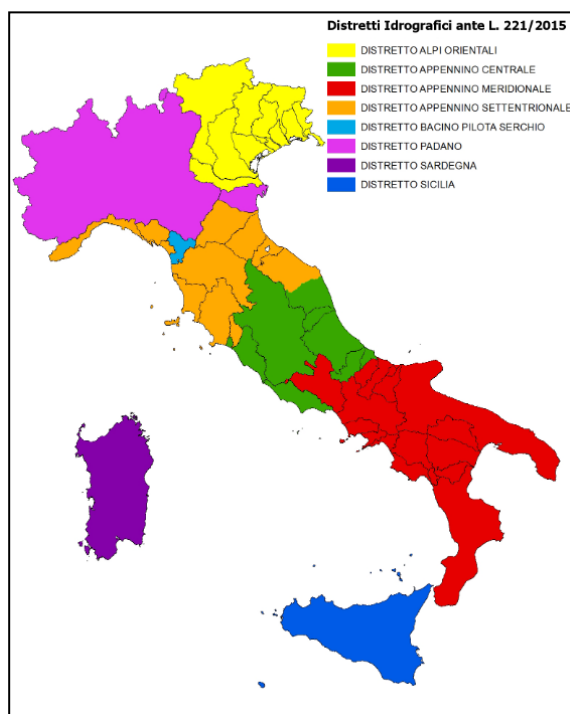 Distretti Idrografici ante L. 221/2015
DISTRETTO ALPI ORIENTALI
DISTRETTO APPENNINO CENTRALE
DISTRETTO APPENNINO MERIDIONALE
DISTRETTO APPENNINO SETTENTRIONALE
DISTRETTO BACINO PILOTA SERCHIO
DISTRETTO PADANO
DISTRETTO SARDEGNA
DISTRETTO SICILIA